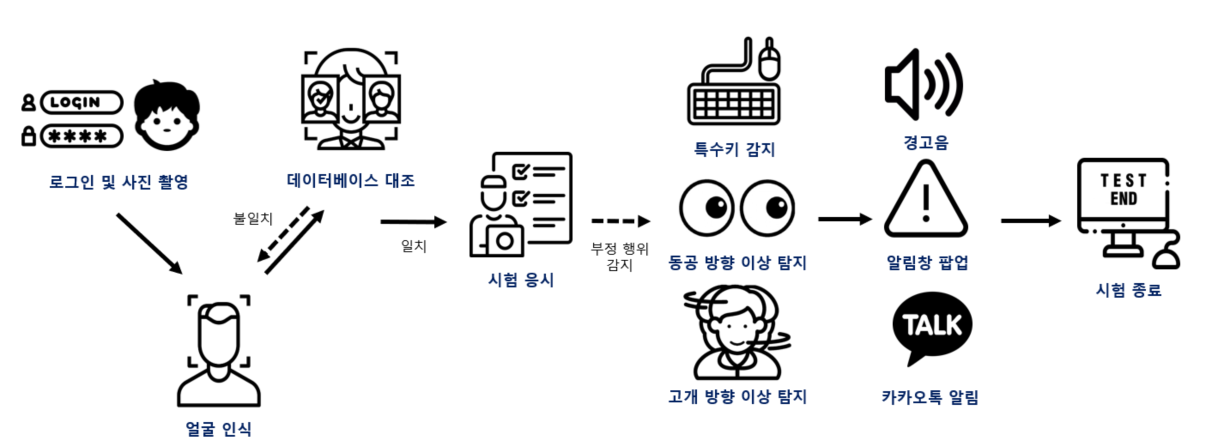 LOGIN
****
로그인 및 사진 촬영
얼굴 인식
데이터베이스 대조
불일치
일치
시험 응시
부정 행위
감지
특수키 감지
동공 방향 이상 탐지
고개 방향 이상 탐지
경고음
알림창 팝업
TALK
카카오톡 알림
TEST
END
시험 종료